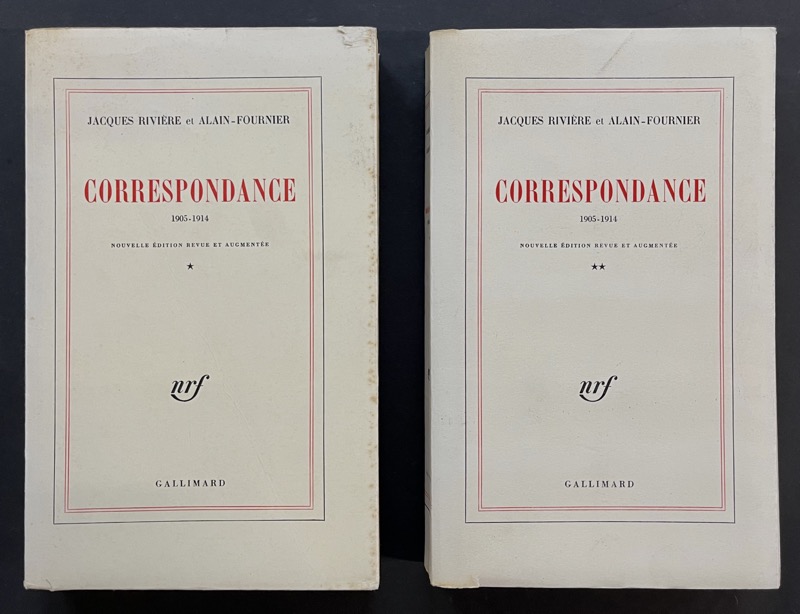 JACQUES RIVIÈRE et ALAIN-FOURNIER
CORRESPONDANCE
1905-1914
NOUVELLE ÉDITION REVUE ET AUGMENTÉE
★
nrf
GALLIMARD
JACQUES RIVIÈRE et ALAIN-FOURNIER
CORRESPONDANCE
1905-1914
NOUVELLE ÉDITION REVUE ET AUGMENTÉE
★★
nrf
GALLIMARD